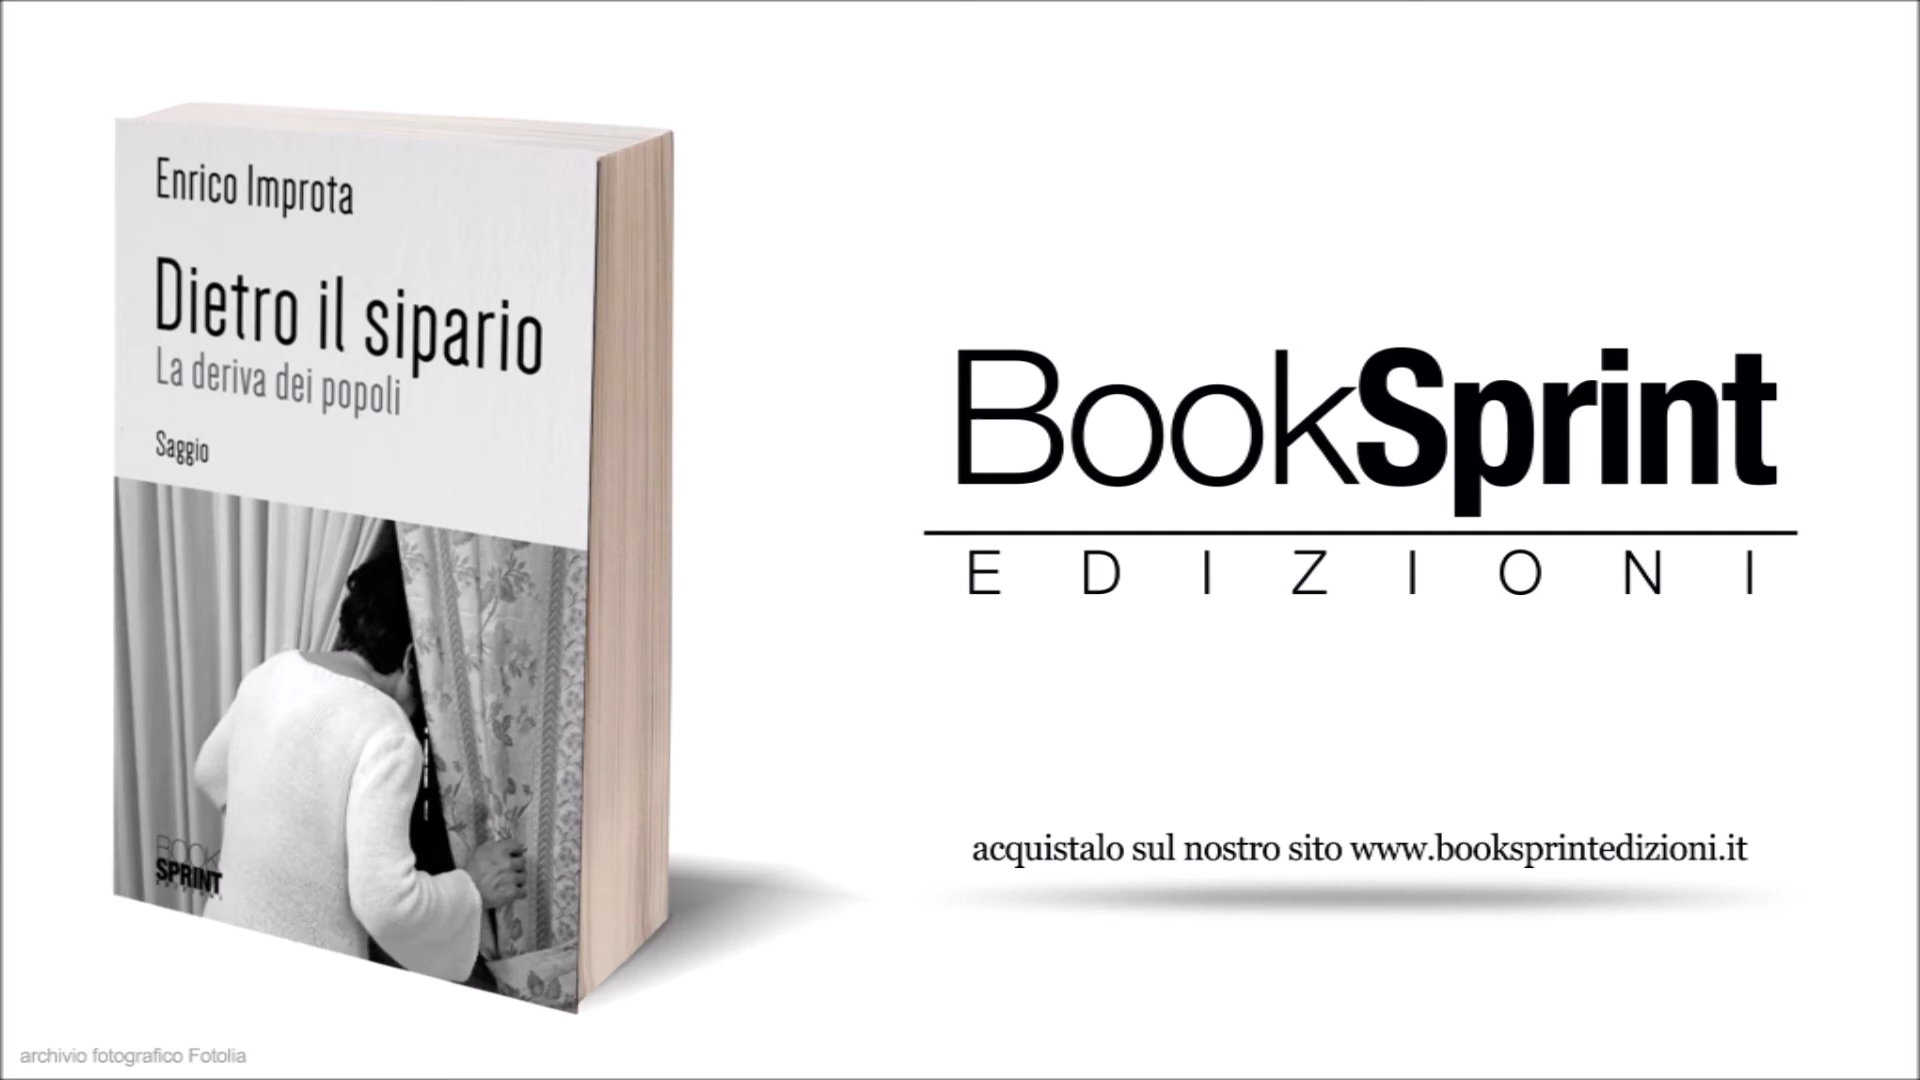 Enrico Improta
Dietro il sipario
La deriva dei popoli
Saggio
BOOK
SPRINT
BookSprint
EDIZIONI
acquistalo sul nostro sito www.booksprintedizioni.it
archivio fotografico Fotolia